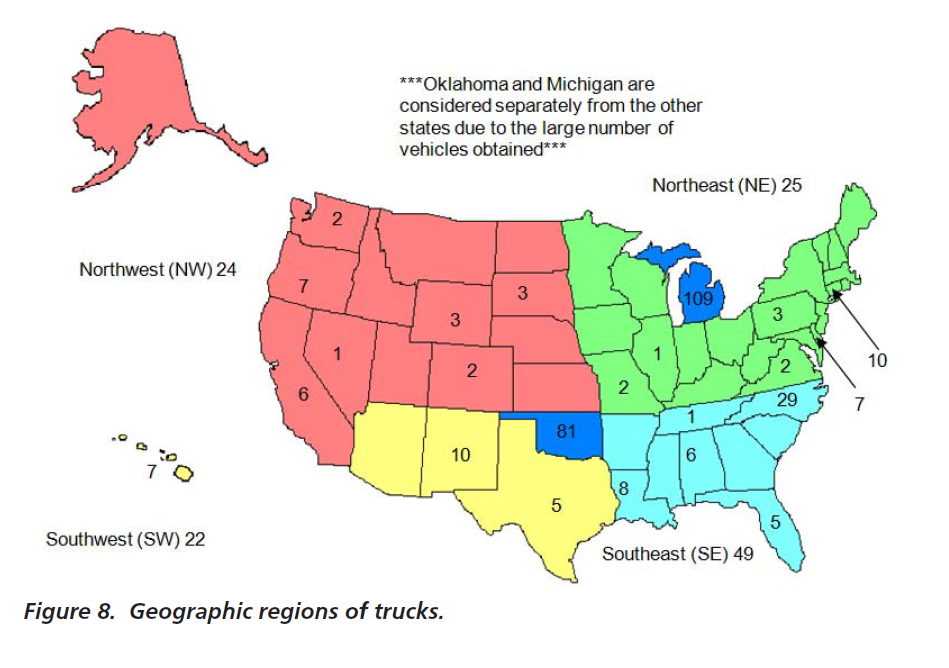 ***Oklahoma and Michigan are
considered separately from the other
states due to the large number of
vehicles obtained***
Northeast (NE) 25
2
Northwest (NW) 24
7
3
109
3
3
10
1
1
2
2
6
2
7
29
1
81
10
6
7
8
5
5
Southwest (SW) 22
Southeast (SE) 49
Figure 8. Geographic regions of trucks.